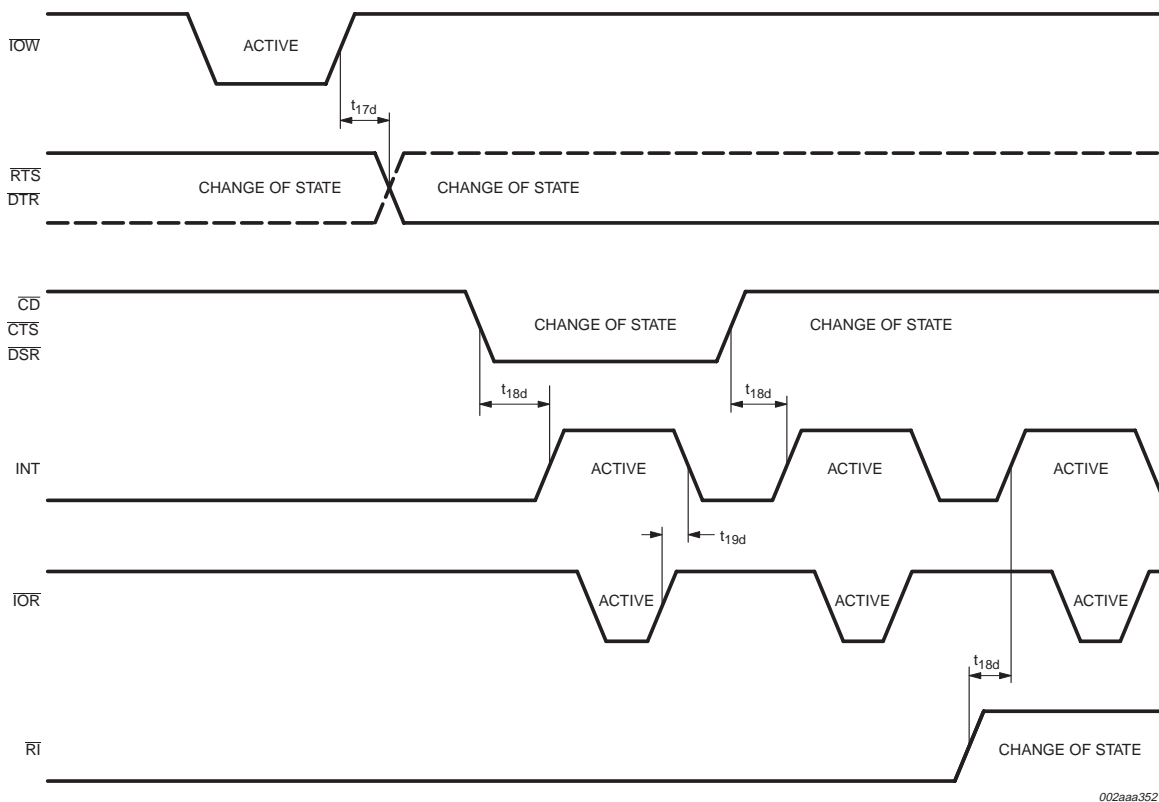 IOW
ACTIVE
t17d
RTS
DTR
CHANGE OF STATE
CHANGE OF STATE
CD
CTS
DSR
CHANGE OF STATE
CHANGE OF STATE
t18d
t18d
INT
ACTIVE
ACTIVE
ACTIVE
t19d
IOR
ACTIVE
ACTIVE
ACTIVE
t18d
RI
CHANGE OF STATE
002aaa352